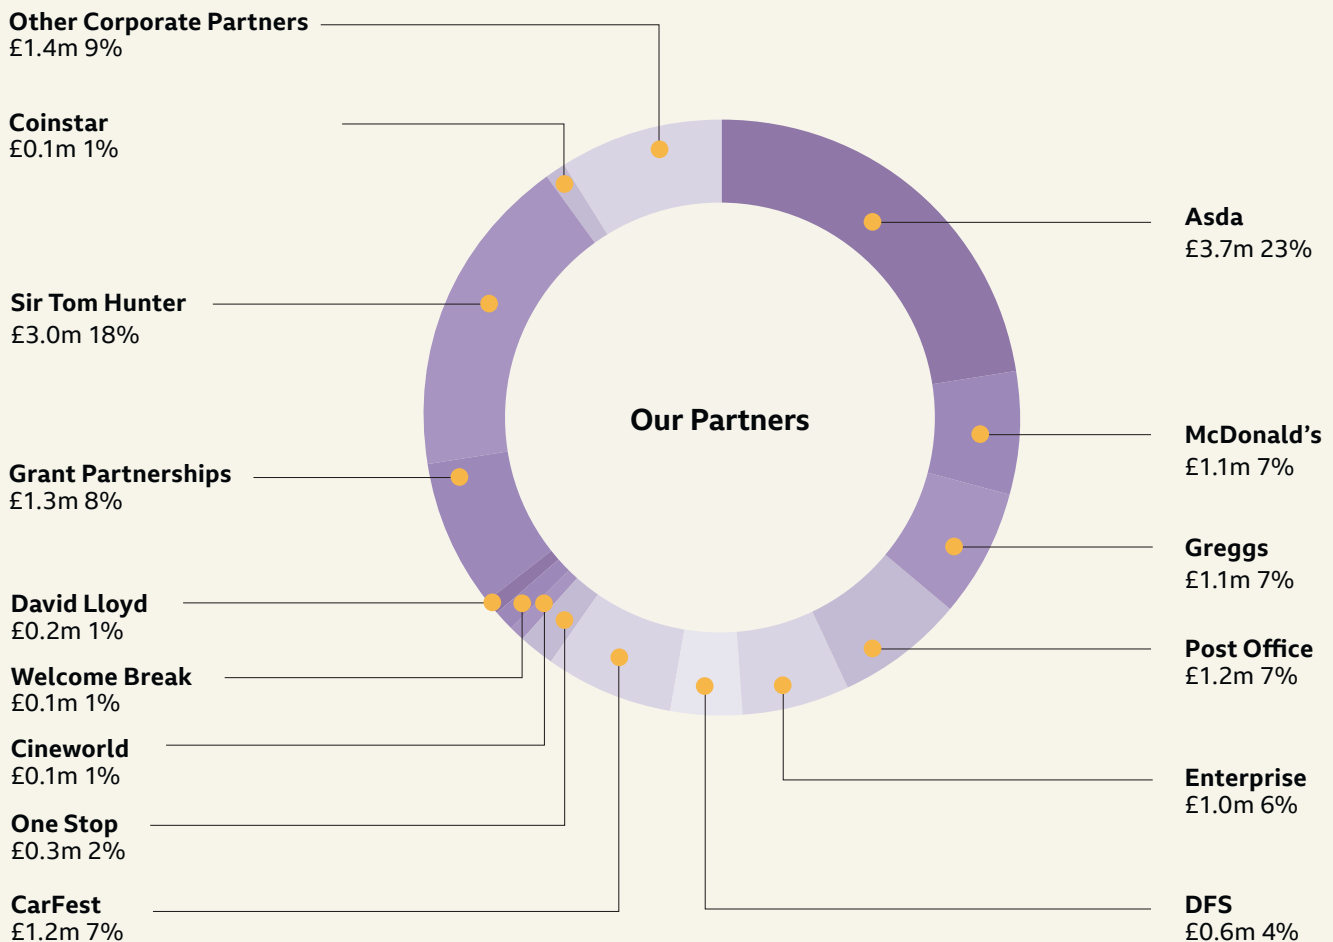 Other Corporate Partners
£1.4m 9%
Coinstar
£0.1m 1%
Sir Tom Hunter
£3.0m 18%
Grant Partnerships
£1.3m 8%
David Lloyd
£0.2m 1%
Welcome Break
£0.1m 1%
Cineworld
£0.1m 1%
One Stop
£0.3m 2%
CarFest
£1.2m 7%
Our Partners
Asda
£3.7m 23%
McDonald’s
£1.1m 7%
Greggs
£1.1m 7%
Post Office
£1.2m 7%
Enterprise
£1.0m 6%
DFS
£0.6m 4%